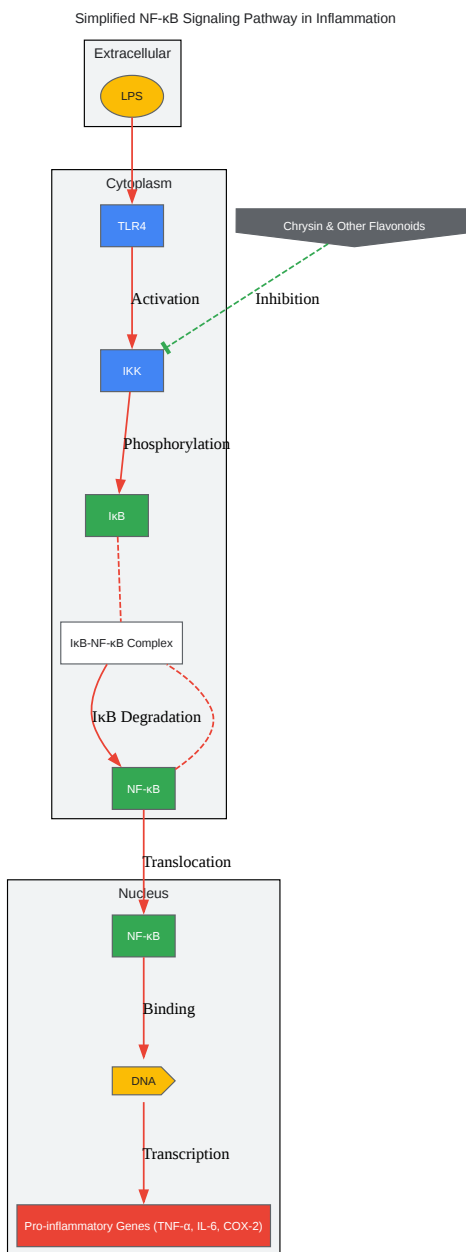 Simplified NF-κB Signaling Pathway in Inflammation
Extracellular
LPS
Cytoplasm
TLR4
Chrysin & Other Flavonoids
Activation
Inhibition
IKK
Phosphorylation
IκB
IκB-NF-κB Complex
IκB Degradation
NF-κB
Translocation
Nucleus
NF-κB
Binding
DNA
Transcription
Pro-inflammatory Genes (TNF-α, IL-6, COX-2)